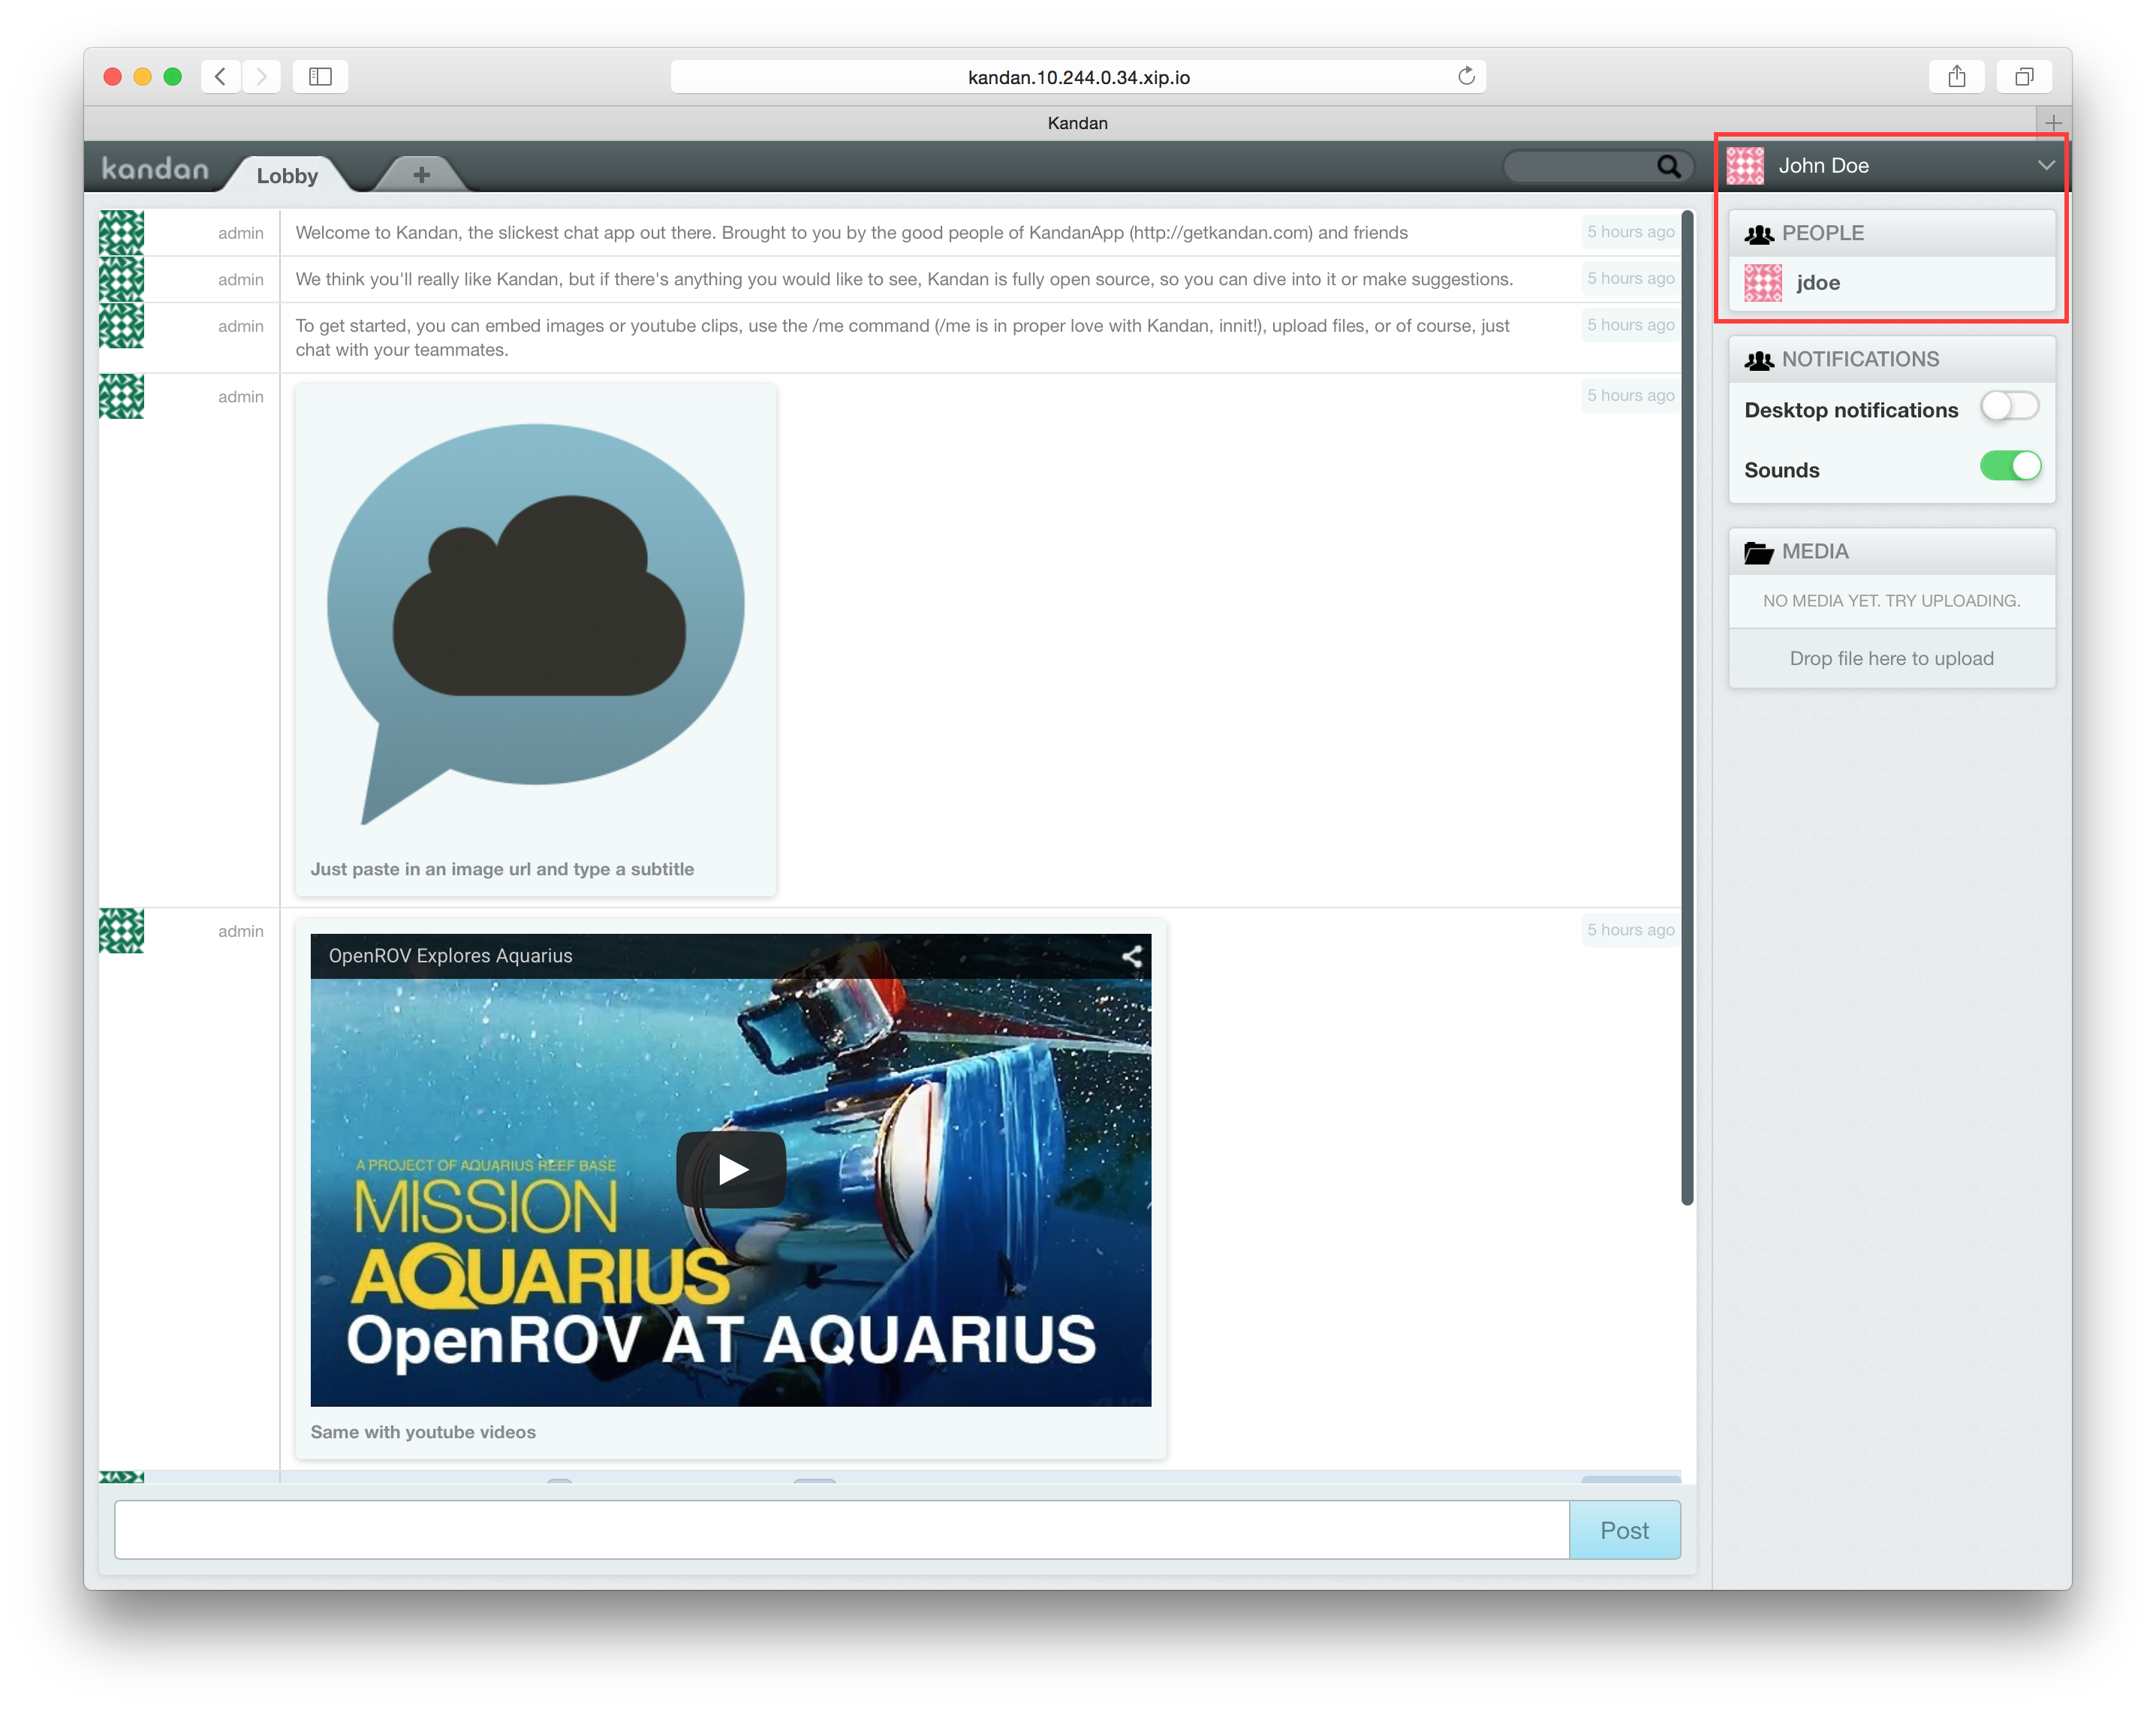 kandan.10.244.0.34.xip.io
Kandan
kandan
Lobby
John Doe
admin
Welcome to Kandan, the slickest chat app out there. Brought to you by the good people of KandanApp (http://getkandan.com) and friends
5 hours ago
admin
We think you'll really like Kandan, but if there's anything you would like to see, Kandan is fully open source, so you can dive into it or make suggestions.
5 hours ago
admin
To get started, you can embed images or youtube clips, use the /me command (/me is in proper love with Kandan, innit!), upload files, or of course, just
chat with your teammates.
5 hours ago
admin
Just paste in an image url and type a subtitle
5 hours ago
admin
OpenROV Explores Aquarius
A PROJECT OF AQUARIUS REEF BASE
MISSION
AQUARIUS
OpenROV AT AQUARIUS
Same with youtube videos
5 hours ago
Post
PEOPLE
jdoe
NOTIFICATIONS
Desktop notifications
Sounds
MEDIA
NO MEDIA YET. TRY UPLOADING.
Drop file here to upload